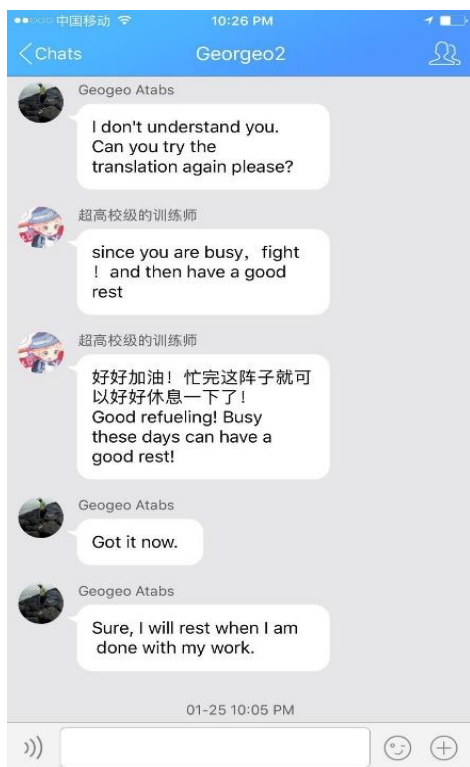 中国移动 10:26 PM
Chats Georgeo2
Geogeo Atabs
I don't understand you.
Can you try the
translation again please?
超高校级的训练师
since you are busy, fight
！and then have a good
rest
超高校级的训练师
好好加油！忙完这阵子就可
以好好休息一下了！
Good refueling! Busy
these days can have a
good rest!
Geogeo Atabs
Got it now.
Geogeo Atabs
Sure, I will rest when I am
done with my work.
01-25 10:05 PM